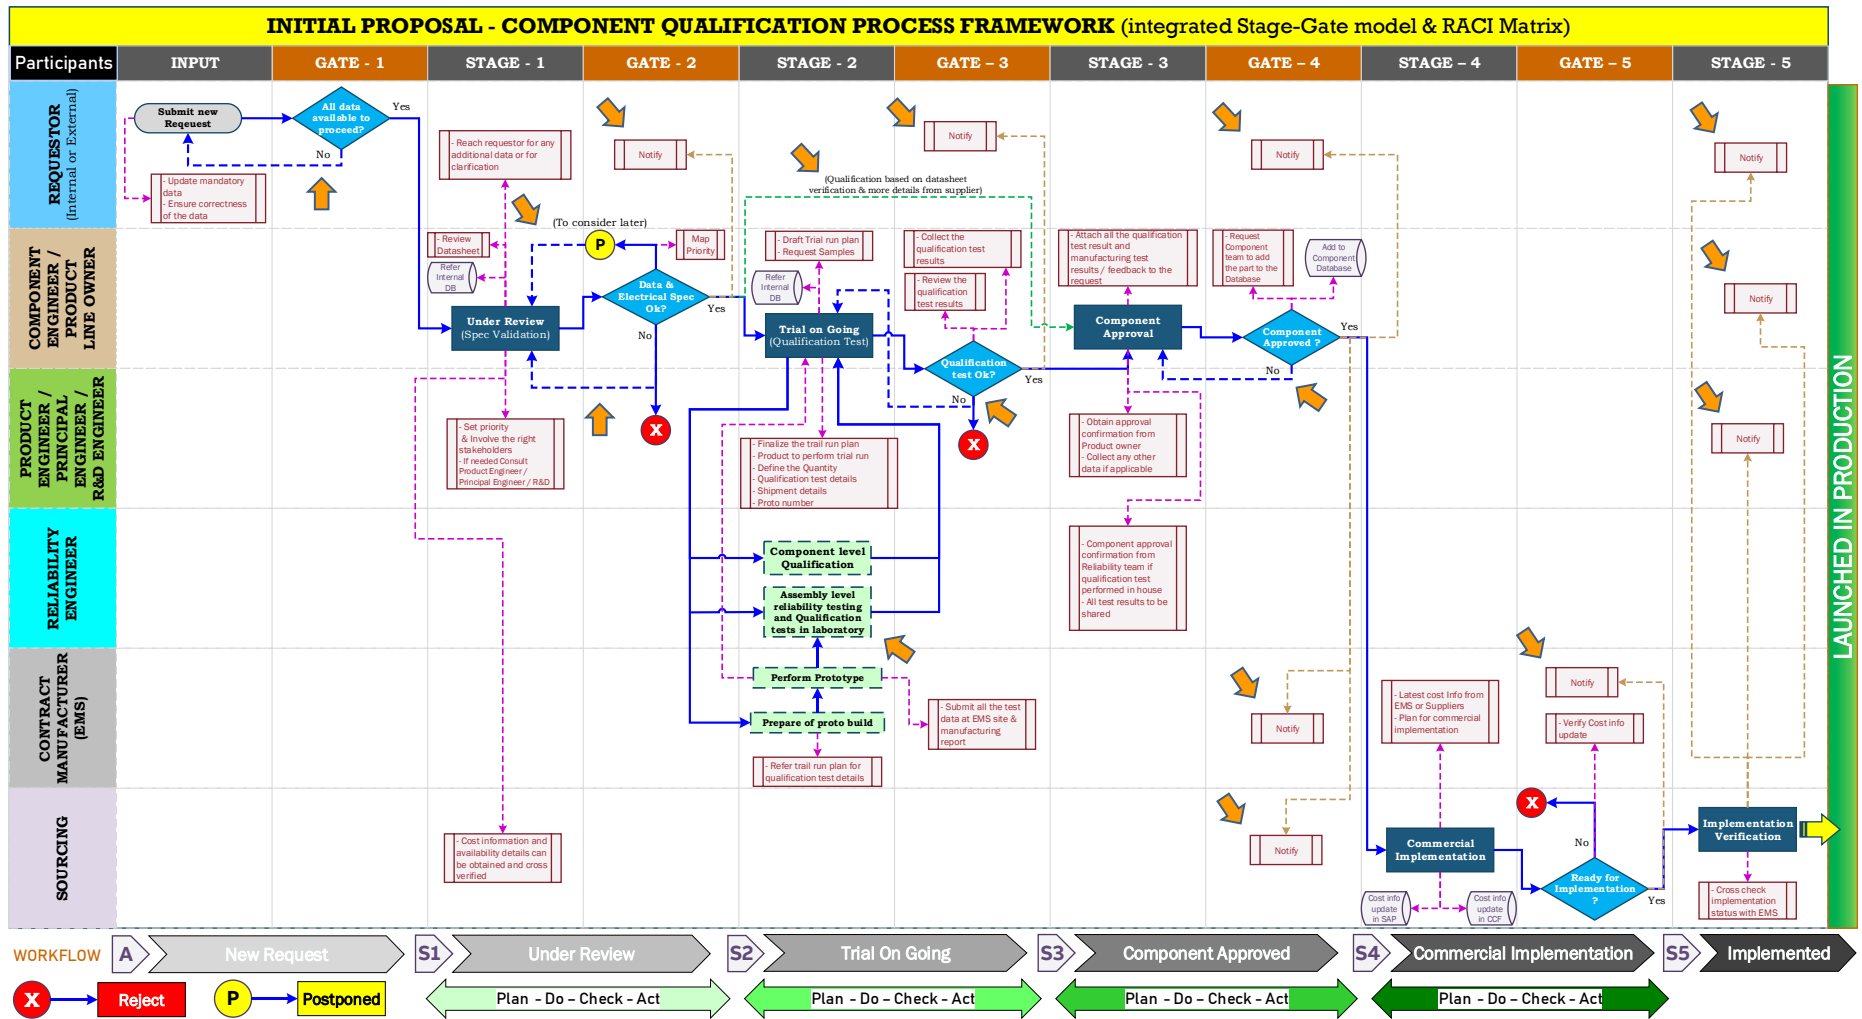 INITIAL PROPOSAL - COMPONENT QUALIFICATION PROCESS FRAMEWORK (integrated Stage-Gate model & RACI Matrix)
Participants
INPUT
GATE - 1
STAGE - 1
GATE - 2
STAGE - 2
GATE – 3
STAGE - 3
GATE – 4
STAGE – 4
GATE – 5
STAGE - 5
REQUESTOR
(Internal or External)
Submit new
Reqeuest
All data
available to
proceed?
Yes
No
- Update mandatory
data
- Ensure correctness
of the data
- Reach requestor for any
additional data or for
clarification
Notify
(Qualification based on datasheet
verification & more details from supplier)
Notify
Notify
Notify
COMPONENT
ENGINEER /
PRODUCT
LINE OWNER
(To consider later)
P
- Review
Datasheet
Refer
Internal
DB
Map
Priority
Under Review
(Spec Validation)
Data &
Electrical Spec
Ok?
Yes
No
- Draft Trial run plan
- Request Samples
Refer
Internal
DB
Trial on Going
(Qualification Test)
- Collect the
qualification test
results
- Review the
qualification
test results
Qualification
test Ok?
Yes
No
- Attach all the qualification
test result and
manufacturing test
results / feedback to the
request
Component
Approval
- Request
Component
team to add
the part to the
Database
Add to
Component
Database
Component
Approved ?
Yes
No
Notify
PRODUCT
ENGINEER /
PRINCIPAL
ENGINEER /
R&D ENGINEER
- Set priority
& Involve the right
stakeholders
- If needed Consult
Product Engineer /
Principal Engineer / R&D
X
- Finalize the trail run plan
- Product to perform trial run
- Define the Quantity
- Qualification test details
- Shipment details
- Proto number
X
- Obtain approval
confirmation from
Product owner
- Collect any other
data if applicable
Notify
RELIABILITY
ENGINEER
Component level
Qualification
Assembly level
reliability testing
and Qualification
tests in laboratory
- Component approval
confirmation from
Reliability team if
qualification test
performed in house
- All test results to be
shared
CONTRACT
MANUFACTURER
(EMS)
Perform Prototype
Prepare of proto build
- Refer trail run plan for
qualification test details
- Submit all the test
data at EMS site &
manufacturing
report
Notify
- Latest cost Info from
EMS or Suppliers
- Plan for commercial
implementation
Notify
- Verify Cost info
update
SOURCING
- Cost information and
availability details can
be obtained and cross
verified
Notify
Commercial
Implementation
Cost info
update
in SAP
Cost info
update
in CCF
X
No
Ready for
Implementation
?
Yes
Implementation
Verification
- Cross check
implementation
status with EMS
LAUNCHED IN PRODUCTION
WORKFLOW
A
New Request
S1
Under Review
S2
Trial On Going
S3
Component Approved
S4
Commercial Implementation
S5
Implemented
X
Reject
P
Postponed
Plan - Do – Check - Act
Plan - Do – Check - Act
Plan - Do – Check - Act
Plan - Do – Check - Act